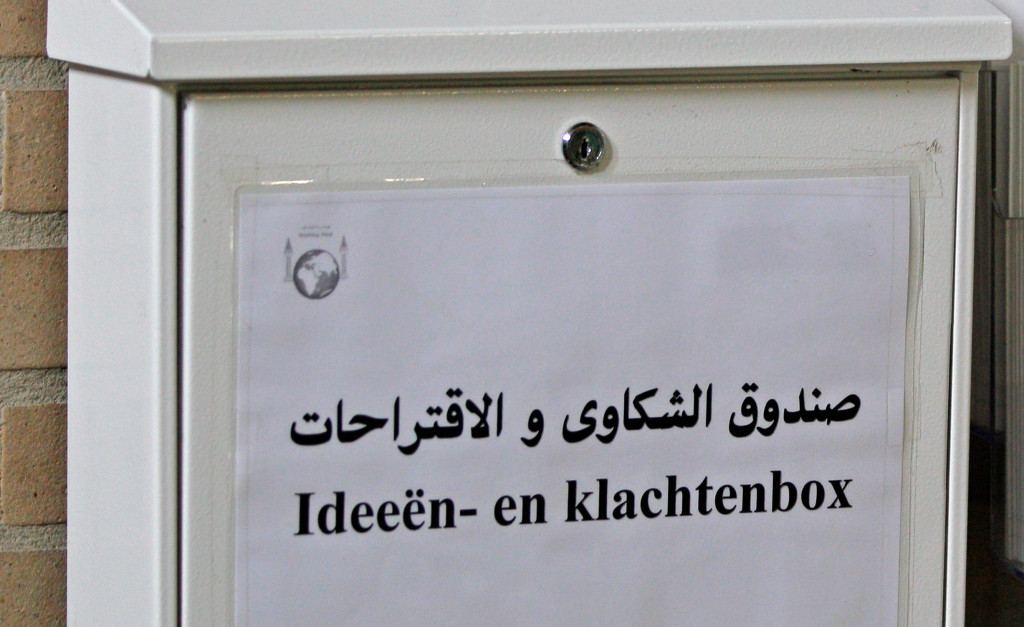 صندوق الشكاوى و الاقتراحات
Ideeën- en klachtenbox